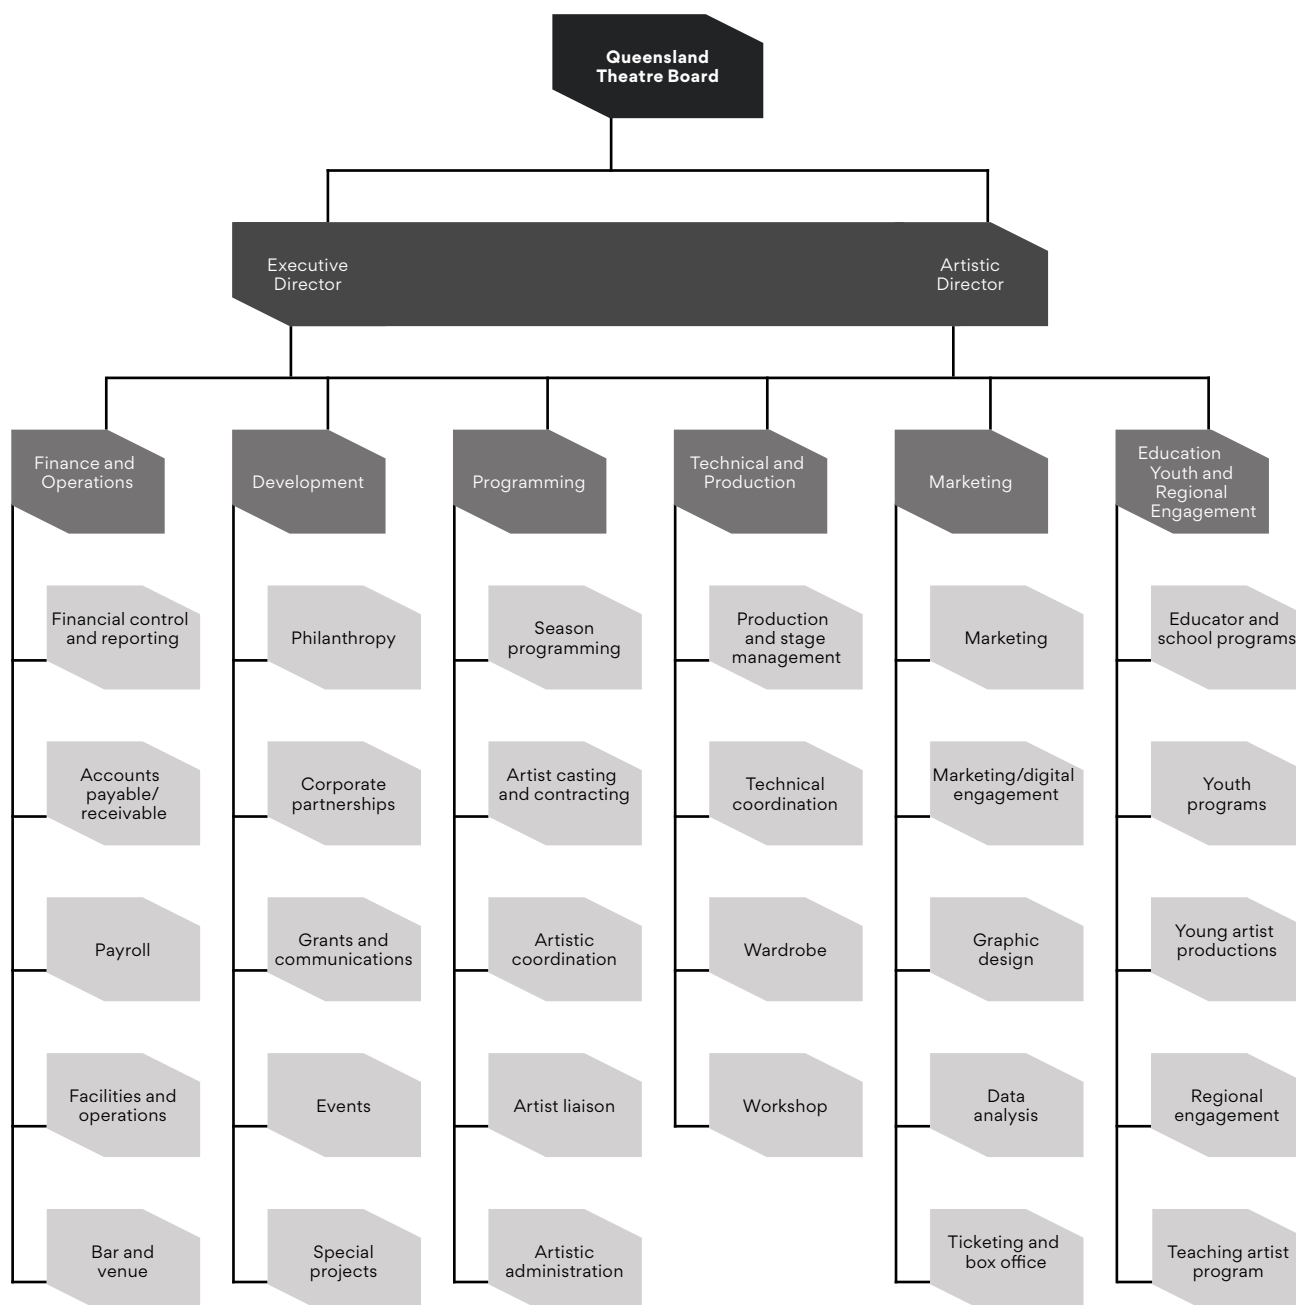 Queensland
Theatre Board
Executive
Director
Artistic
Director
Finance and
Operations
Development
Programming
Technical and
Production
Marketing
Education
Youth and
Regional
Engagement
Financial control
and reporting
Philanthropy
Season
programming
Production
and stage
management
Marketing
Educator and
school programs
Accounts
payable/
receivable
Corporate
partnerships
Artist casting
and contracting
Technical
coordination
Marketing/digital
engagement
Youth
programs
Payroll
Grants and
communications
Artistic
coordination
Wardrobe
Graphic
design
Young artist
productions
Facilities and
operations
Events
Artist liaison
Workshop
Data
analysis
Regional
engagement
Bar and
venue
Special
projects
Artistic
administration
Ticketing and
box office
Teaching artist
program